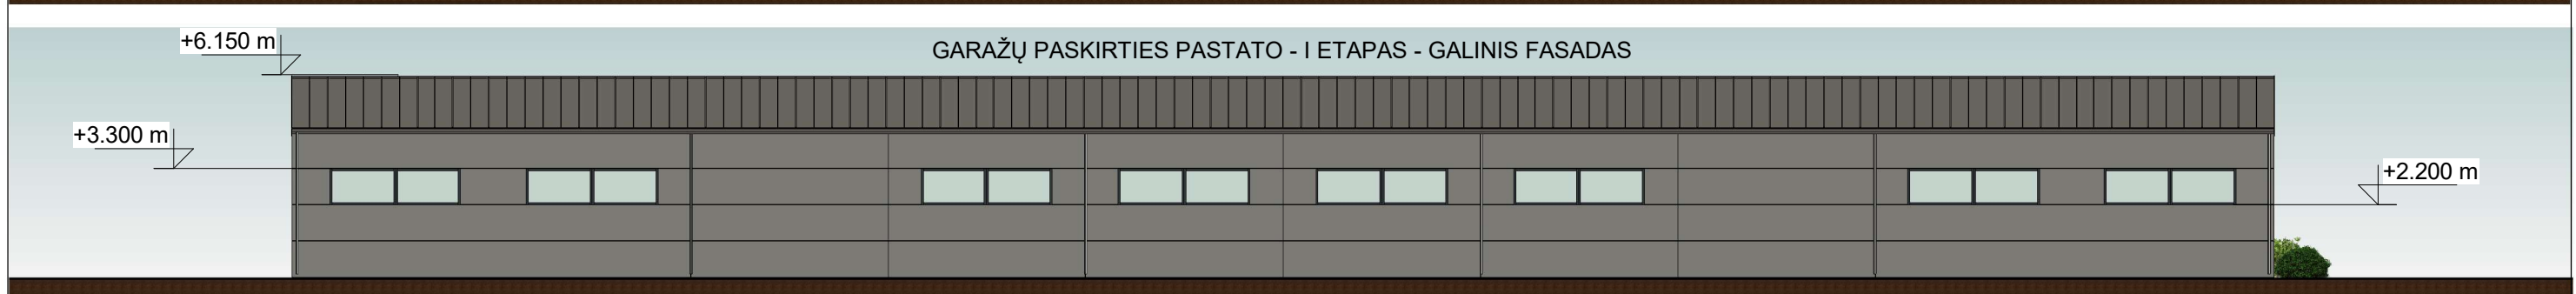 +6.150 m
GARAŽŲ PASKIRTIES PASTATO - I ETAPAS - GALINIS FASADAS
+3.300 m
+2.200 m